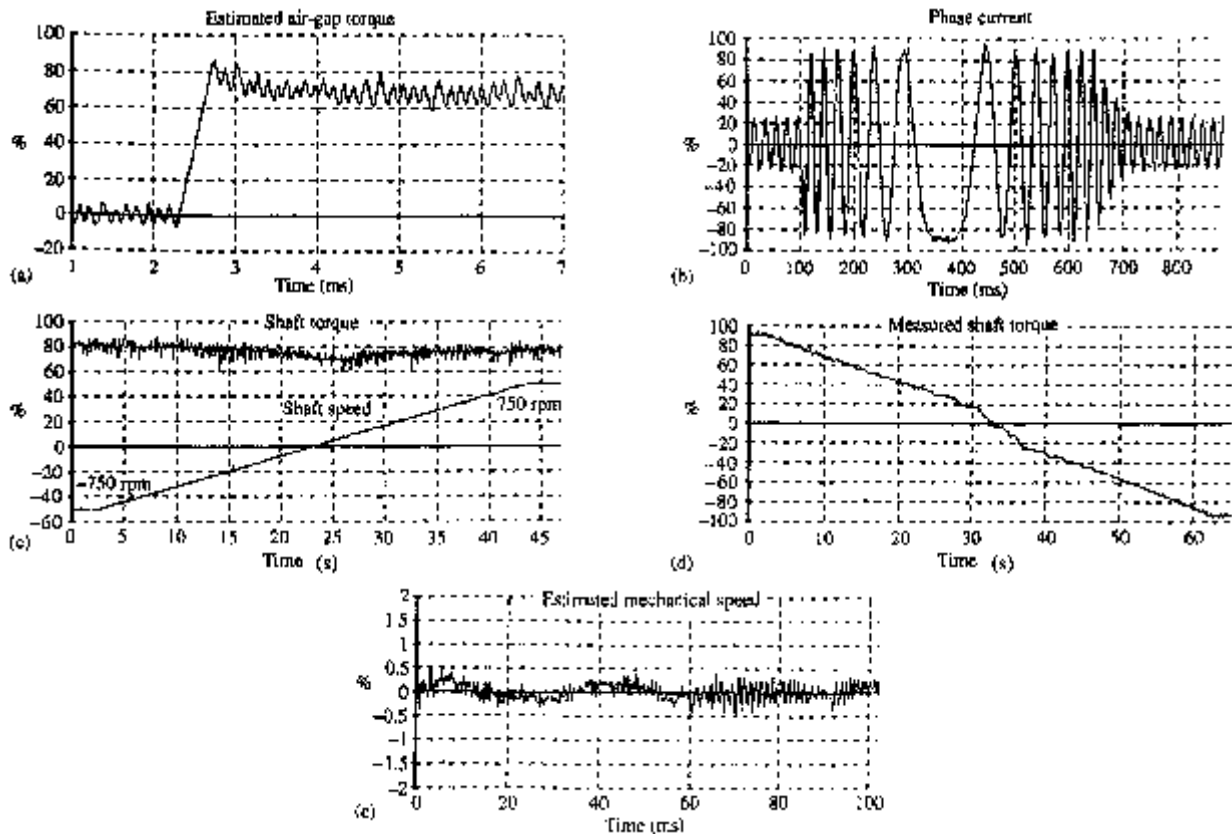 Estimated air-gap torque
100
80
60
40
20
0
−20
%
1 2 3 4 5 6 7
(a)
Time (ms)
Phase current
100
80
60
40
20
0
−20
−40
−60
−80
−100
%
0 100 200 300 400 500 600 700 800
(b)
Time (ms)
Shaft torque
100
80
60
40
20
0
−20
−40
−60
%
Shaft speed
750 rpm
−750 rpm
0 5 10 15 20 25 30 35 40 45
(c)
Time (s)
Measured shaft torque
100
80
60
40
20
0
−20
−40
−60
−80
−100
%
0 10 20 30 40 50 60
(d)
Time (s)
Estimated mechanical speed
2
1.5
1
0.5
0
−0.5
−1
−1.5
−2
%
0 20 40 60 80 100
(e)
Time (ms)